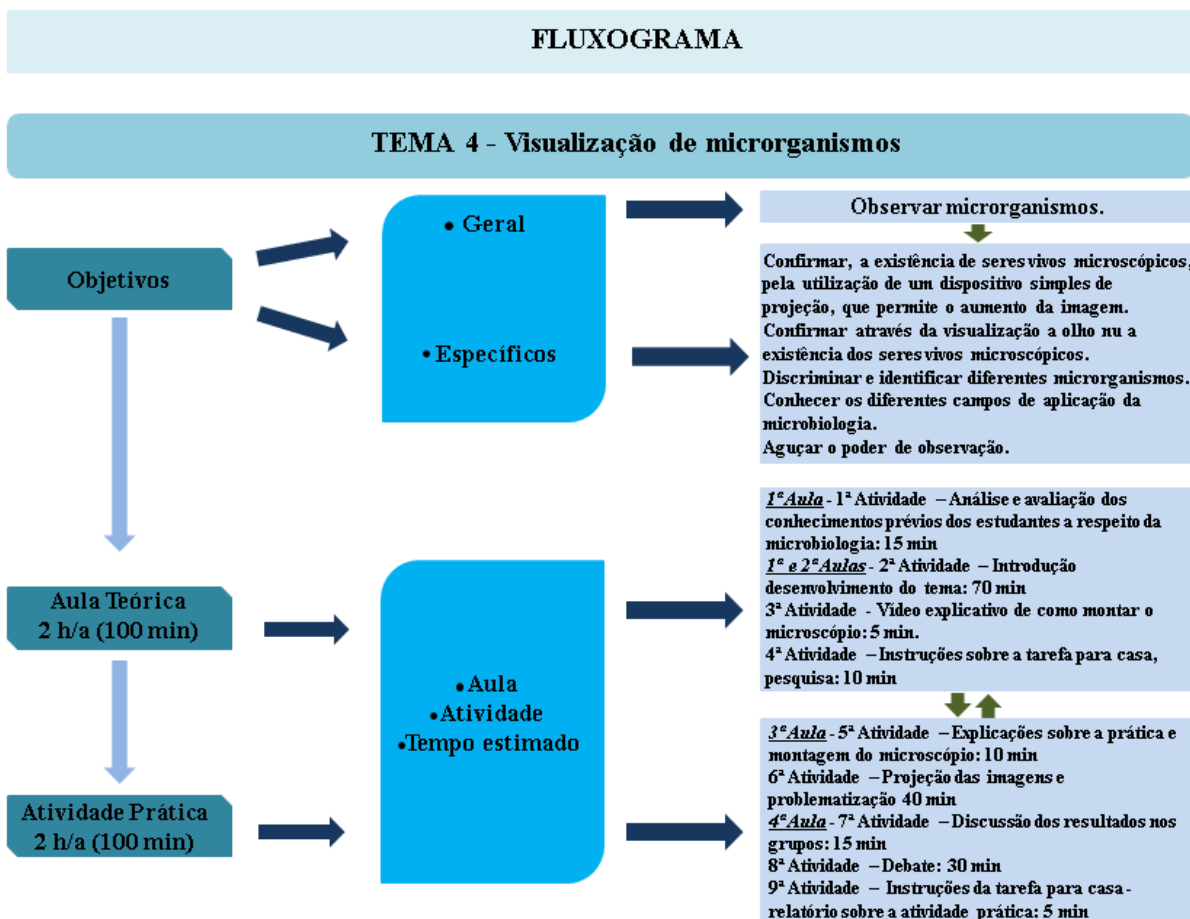 FLUXOGRAMA
TEMA 4 - Visualização de microrganismos
Objetivos
• Geral
• Específicos
Observar microrganismos.
Confirmar, a existência de seres vivos microscópicos,
pela utilização de um dispositivo simples de
projeção, que permite o aumento da imagem.
Confirmar através da visualização a olho nu a
existência dos seres vivos microscópicos.
Discriminar e identificar diferentes microrganismos.
Conhecer os diferentes campos de aplicação da
microbiologia.
Aguçar o poder de observação.
Aula Teórica
2 h/a (100 min)
Atividade Prática
2 h/a (100 min)
• Aula
• Atividade
• Tempo estimado
1ª Aula - 1ª Atividade – Análise e avaliação dos
conhecimentos prévios dos estudantes a respeito da
microbiologia: 15 min
1ª e 2ª Aulas - 2ª Atividade – Introdução
desenvolvimento do tema: 70 min
3ª Atividade - Vídeo explicativo de como montar o
microscópio: 5 min.
4ª Atividade – Instruções sobre a tarefa para casa,
pesquisa: 10 min
3ª Aula - 5ª Atividade – Explicações sobre a prática e
montagem do microscópio: 10 min
6ª Atividade – Projeção das imagens e
problematização 40 min
4ª Aula - 7ª Atividade – Discussão dos resultados nos
grupos: 15 min
8ª Atividade – Debate: 30 min
9ª Atividade – Instruções da tarefa para casa-
relatório sobre a atividade prática: 5 min